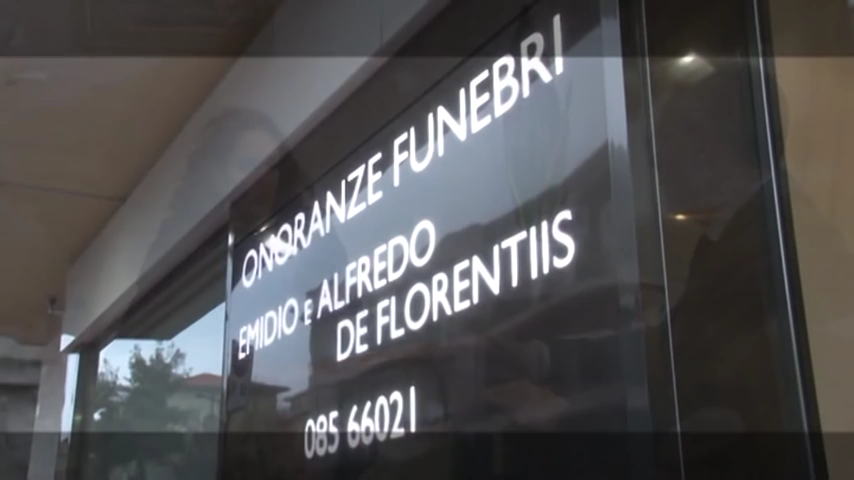 ONORANZE FUNEBRI
EMIDIO E ALFREDO
DE FLORENTIIS
085 66021